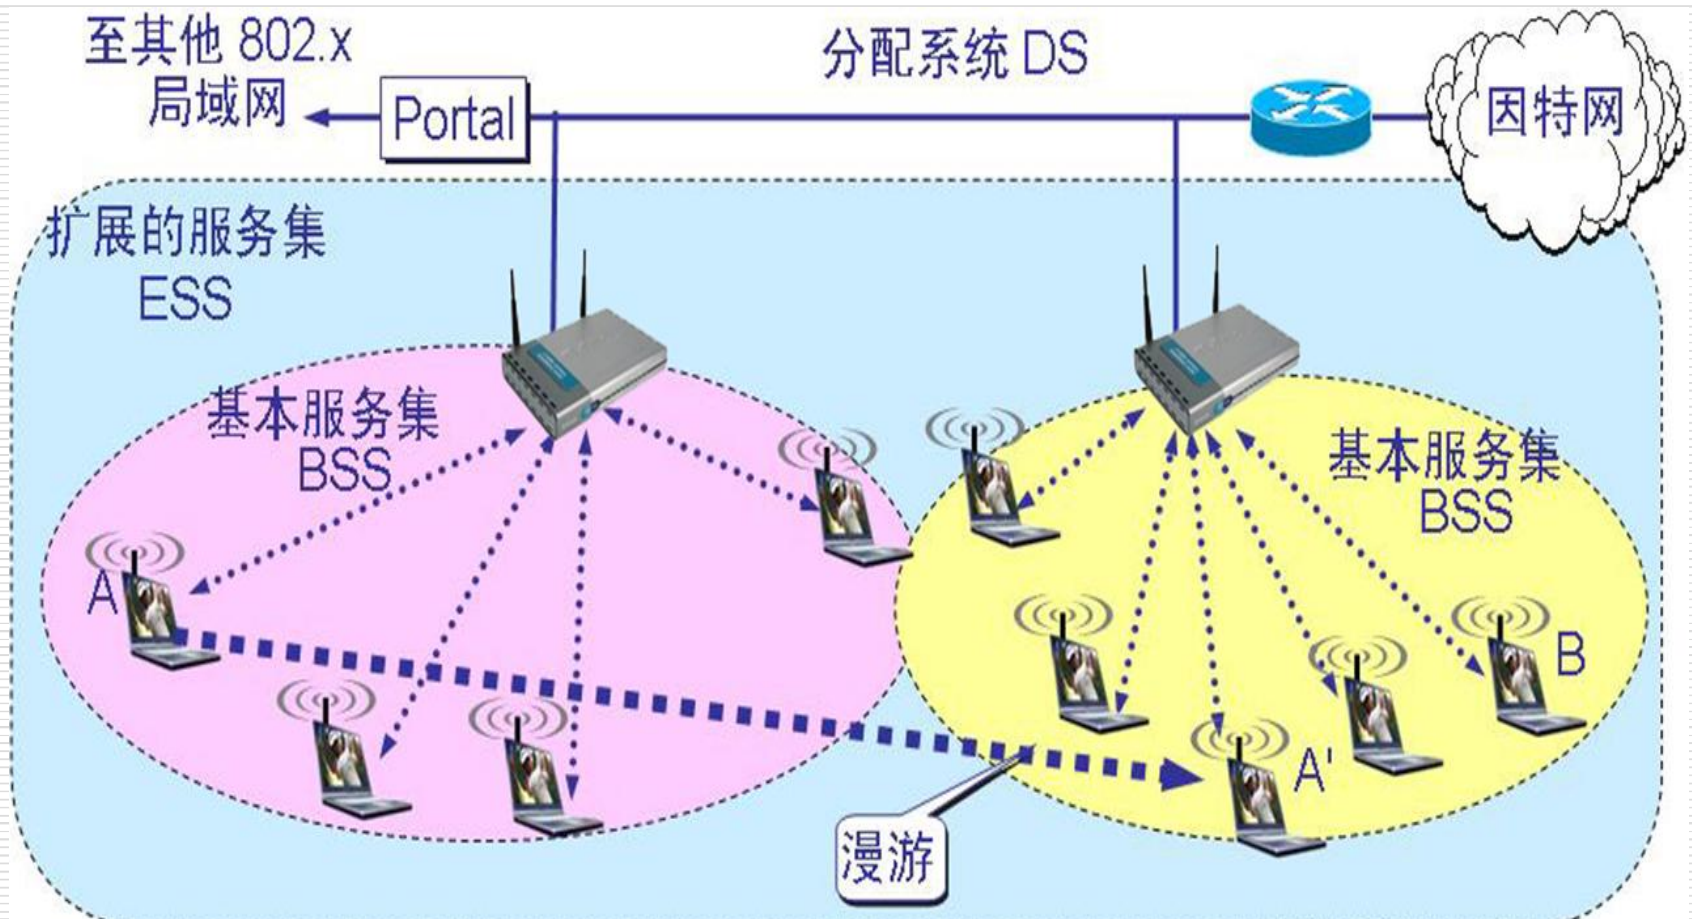 至其他 802.x
局域网
Portal
分配系统 DS
因特网
扩展的服务集
ESS
基本服务集
BSS
基本服务集
BSS
A
B
A'
漫游